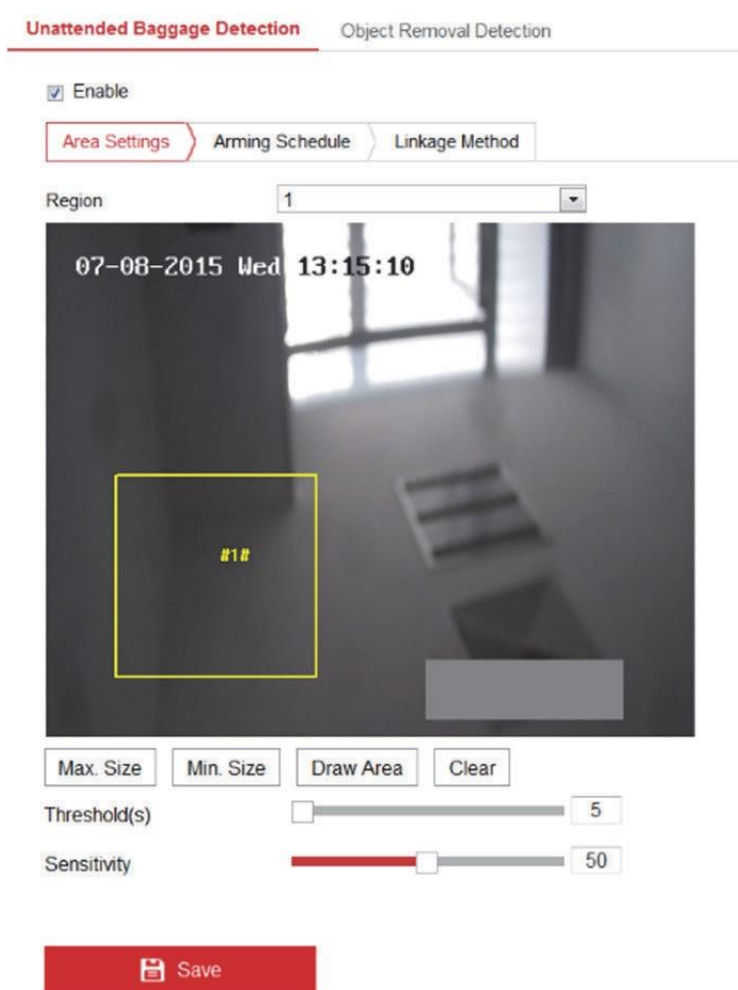 Unattended Baggage Detection Object Removal Detection
Enable
Area Settings Arming Schedule Linkage Method
Region 1
07-08-2015 Wed 13:15:10
#1#
Max. Size Min. Size Draw Area Clear
Threshold(s) 5
Sensitivity 50
Save